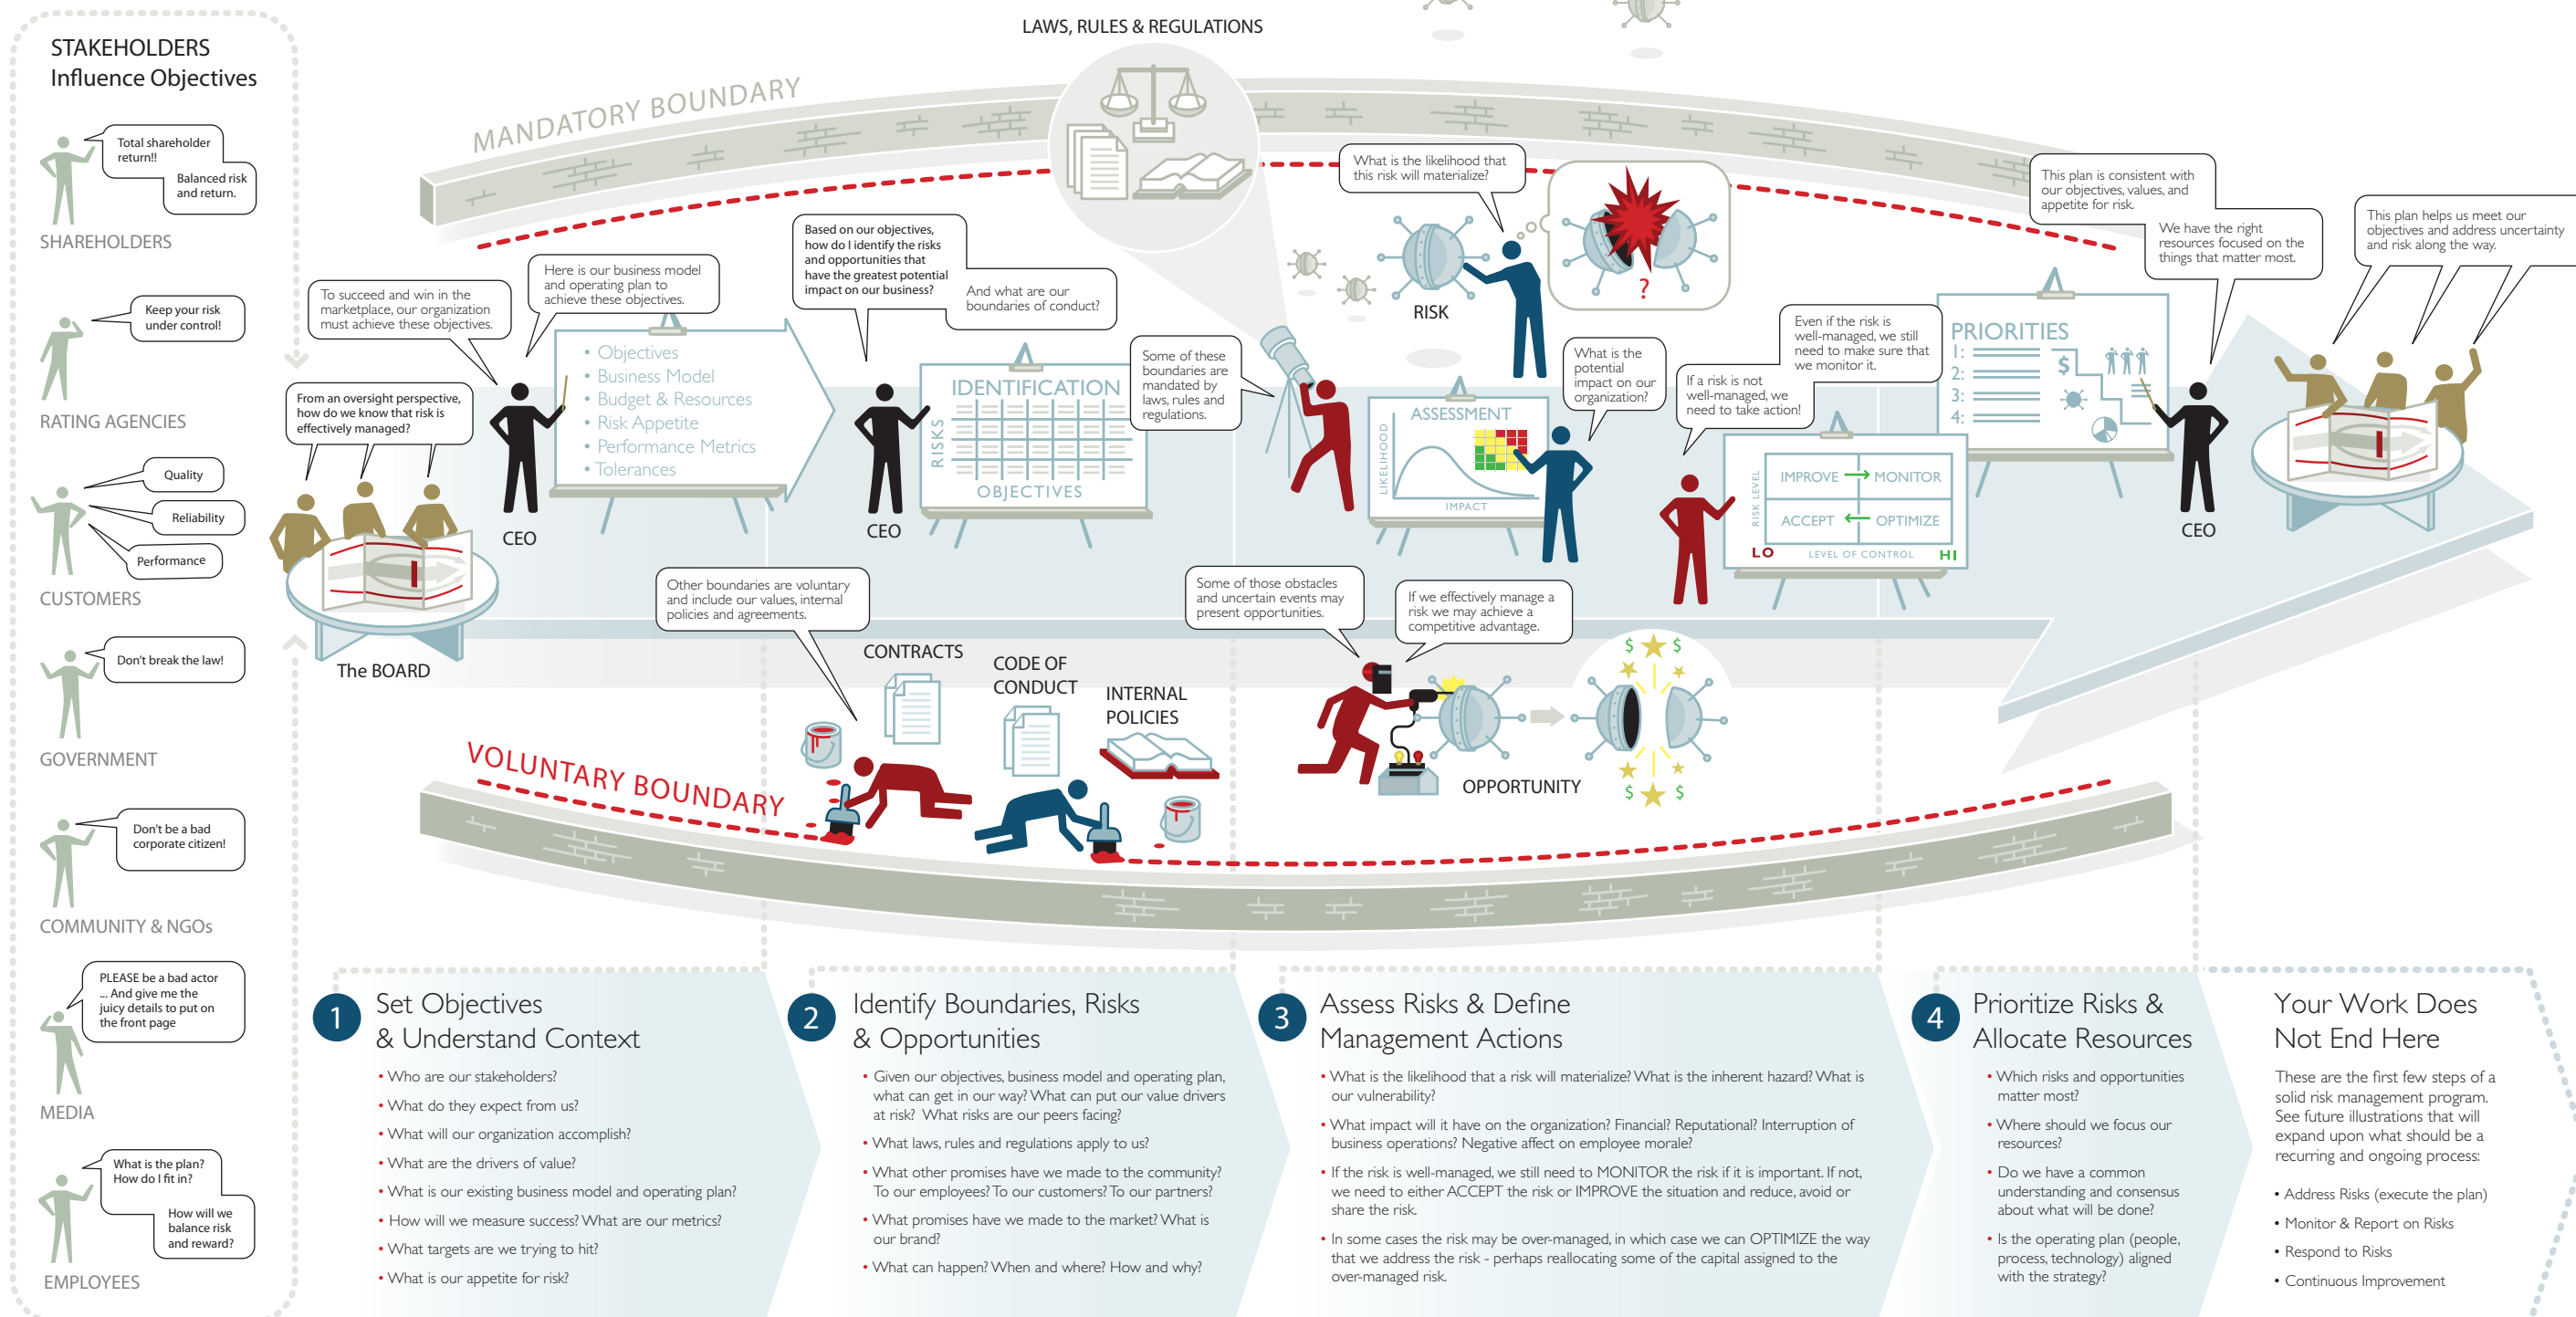 LAWS, RULES & REGULATIONS
STAKEHOLDERS
Influence Objectives
Total shareholder
return!!
Balanced risk
and return.
SHAREHOLDERS
Keep your risk
under control!
RATING AGENCIES
Quality
Reliability
Performance
CUSTOMERS
Don't break the law!
GOVERNMENT
Don't be a bad
corporate citizen!
COMMUNITY & NGOs
PLEASE be a bad actor
... And give me the
juicy details to put on
the front page
MEDIA
What is the plan?
How do I fit in?
How will we
balance risk
and reward?
EMPLOYEES
MANDATORY BOUNDARY
From an oversight perspective,
how do we know that risk is
effectively managed?
The BOARD
To succeed and win in the
marketplace, our organization
must achieve these objectives.
Here is our business model
and operating plan to
achieve these objectives.
CEO
• Objectives
• Business Model
• Budget & Resources
• Risk Appetite
• Performance Metrics
• Tolerances
Based on our objectives,
how do I identify the risks
and opportunities that
have the greatest potential
impact on our business?
And what are our
boundaries of conduct?
CEO
IDENTIFICATION
RISKS
OBJECTIVES
Some of these
boundaries are
mandated by
laws, rules and
regulations.
What is the likelihood that
this risk will materialize?
RISK
?
ASSESSMENT
LIKELIHOOD
IMPACT
What is the
potential
impact on our
organization?
If a risk is not
well-managed, we
need to take action!
Even if the risk is
well-managed, we still
need to make sure that
we monitor it.
RISK LEVEL
IMPROVE MONITOR
ACCEPT OPTIMIZE
LO LEVEL OF CONTROL HI
PRIORITIES
1:
2:
3:
4:
$
This plan is consistent with
our objectives, values, and
appetite for risk.
We have the right
resources focused on the
things that matter most.
CEO
This plan helps us meet our
objectives and address uncertainty
and risk along the way.
Other boundaries are voluntary
and include our values, internal
policies and agreements.
CONTRACTS
CODE OF
CONDUCT
INTERNAL
POLICIES
VOLUNTARY BOUNDARY
Some of those obstacles
and uncertain events may
present opportunities.
If we effectively manage a
risk we may achieve a
competitive advantage.
OPPORTUNITY
$ $
$ $
1 Set Objectives
& Understand Context
• Who are our stakeholders?
• What do they expect from us?
• What will our organization accomplish?
• What are the drivers of value?
• What is our existing business model and operating plan?
• How will we measure success? What are our metrics?
• What targets are we trying to hit?
• What is our appetite for risk?
2 Identify Boundaries, Risks
& Opportunities
• Given our objectives, business model and operating plan,
what can get in our way? What can put our value drivers
at risk? What risks are our peers facing?
• What laws, rules and regulations apply to us?
• What other promises have we made to the community?
To our employees? To our customers? To our partners?
• What promises have we made to the market? What is
our brand?
• What can happen? When and where? How and why?
3 Assess Risks & Define
Management Actions
• What is the likelihood that a risk will materialize? What is the inherent hazard? What is
our vulnerability?
• What impact will it have on the organization? Financial? Reputational? Interruption of
business operations? Negative affect on employee morale?
• If the risk is well-managed, we still need to MONITOR the risk if it is important. If not,
we need to either ACCEPT the risk or IMPROVE the situation and reduce, avoid or
share the risk.
• In some cases the risk may be over-managed, in which case we can OPTIMIZE the way
that we address the risk - perhaps reallocating some of the capital assigned to the
over-managed risk.
4 Prioritize Risks &
Allocate Resources
• Which risks and opportunities
matter most?
• Where should we focus our
resources?
• Do we have a common
understanding and consensus
about what will be done?
• Is the operating plan (people,
process, technology) aligned
with the strategy?
Your Work Does
Not End Here
These are the first few steps of a
solid risk management program.
See future illustrations that will
expand upon what should be a
recurring and ongoing process:
• Address Risks (execute the plan)
• Monitor & Report on Risks
• Respond to Risks
• Continuous Improvement